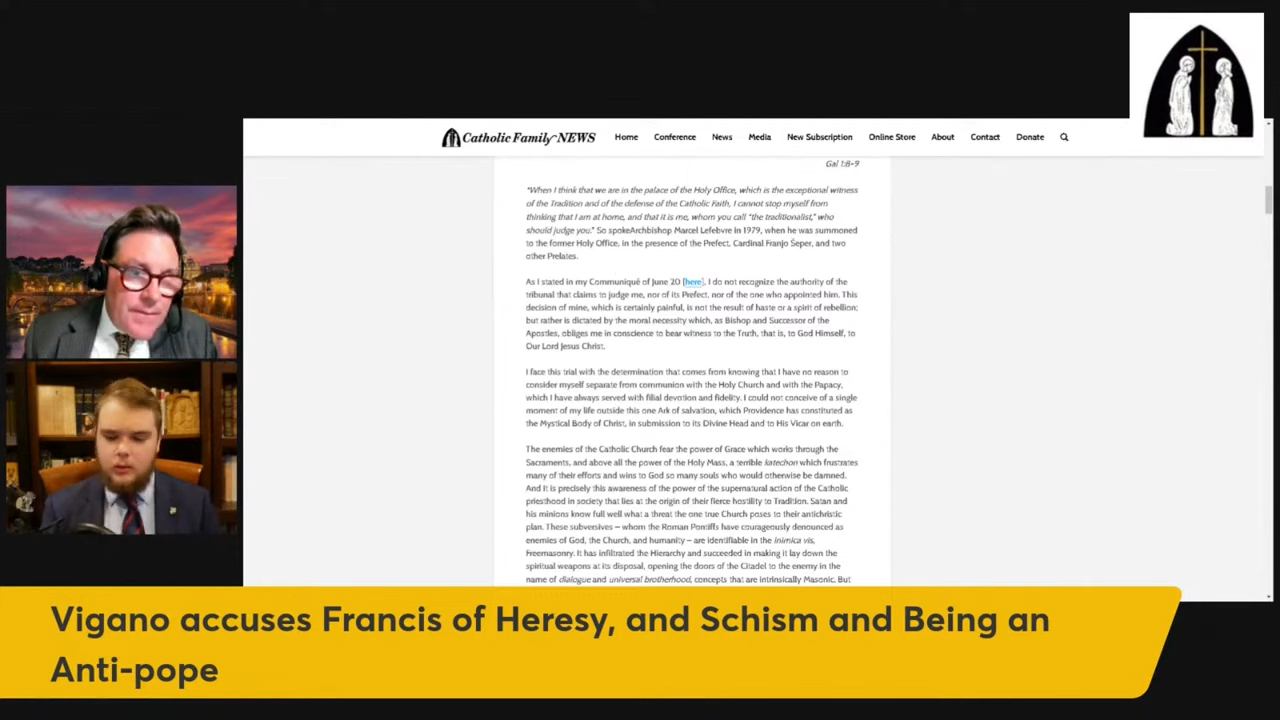 Catholic Family NEWS Home Conference News Media New Subscription Online Store About Contact Donate
Gal 1:8-9
"When I think that we are in the palace of the Holy Office, which is the exceptional witness
of the Tradition and of the defense of the Catholic Faith, I cannot stop myself from
thinking that I am at home, and that it is me, whom you call "the traditionalist," who
should judge you." So spokeArchbishop Marcel Lefebvre in 1979, when he was summoned
to the former Holy Office, in the presence of the Prefect, Cardinal Franjo Šeper, and two
other Prelates.
As I stated in my Communiqué of June 20 [here], I do not recognize the authority of the
tribunal that claims to judge me, nor of its Prefect, nor of the one who appointed him. This
decision of mine, which is certainly painful, is not the result of haste or a spirit of rebellion;
but rather is dictated by the moral necessity which, as Bishop and Successor of the
Apostles, obliges me in conscience to bear witness to the Truth, that is, to God Himself, to
Our Lord Jesus Christ.
I face this trial with the determination that comes from knowing that I have no reason to
consider myself separate from communion with the Holy Church and with the Papacy,
which I have always served with filial devotion and fidelity. I could not conceive of a single
moment of my life outside this one Ark of salvation, which Providence has constituted as
the Mystical Body of Christ, in submission to its Divine Head and to His Vicar on earth.
The enemies of the Catholic Church fear the power of Grace which works through the
Sacraments, and above all the power of the Holy Mass, a terrible katechon which frustrates
many of their efforts and wins to God so many souls who would otherwise be damned.
And it is precisely this awareness of the power of the supernatural action of the Catholic
priesthood in society that lies at the origin of their fierce hostility to Tradition. Satan and
his minions know full well what a threat the one true Church poses to their antichristic
plan. These subversives – whom the Roman Pontiffs have courageously denounced as
enemies of God, the Church, and humanity – are identifiable in the inimica vis,
Freemasonry. It has infiltrated the Hierarchy and succeeded in making it lay down the
spiritual weapons at its disposal, opening the doors of the Citadel to the enemy in the
name of dialogue and universal brotherhood, concepts that are intrinsically Masonic. But
Vigano accuses Francis of Heresy, and Schism and Being an
Anti-pope